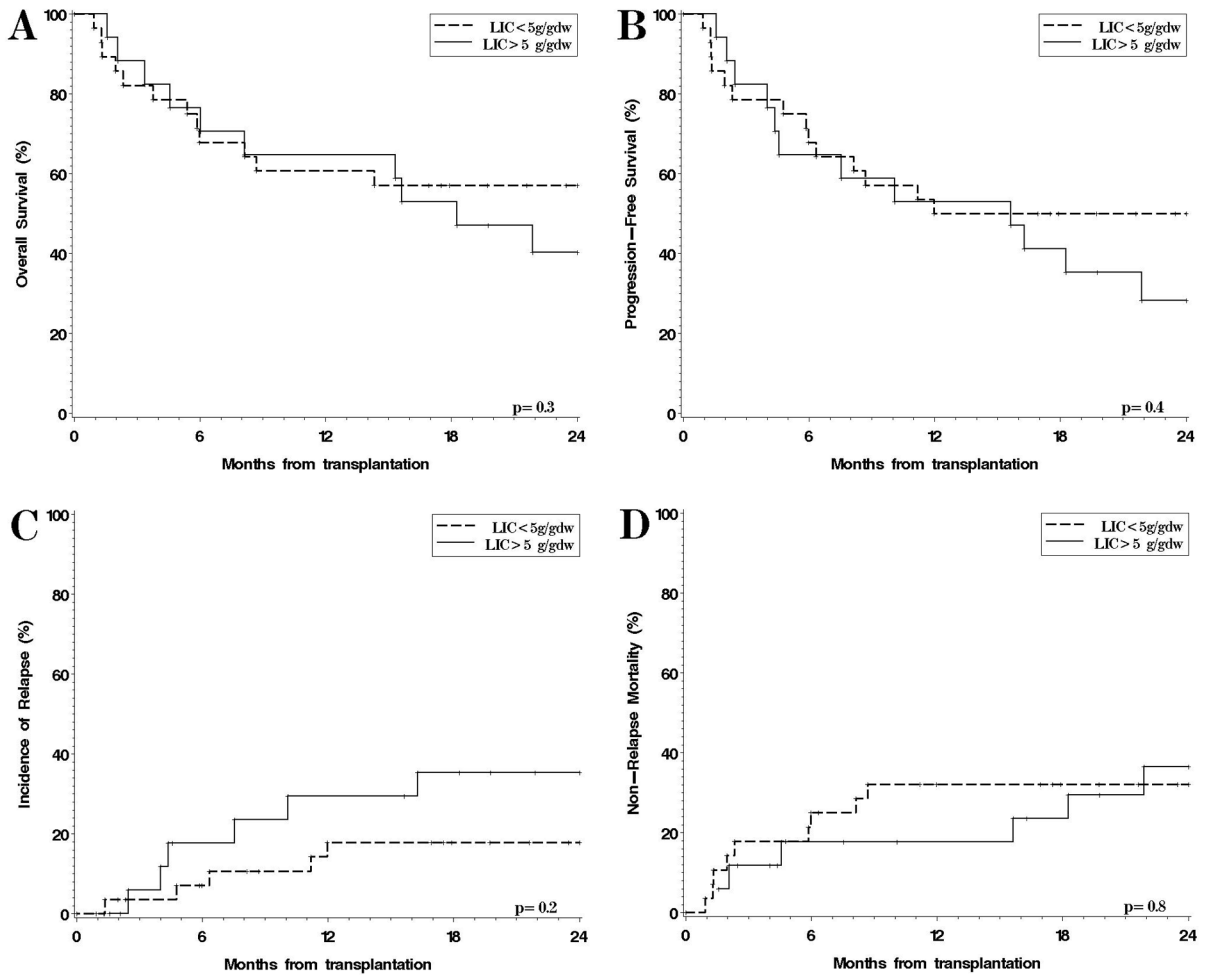 A
LIC<5g/gdw
LIC>5 g/gdw
Overall Survival (%)
100
80
60
40
20
0
p= 0.3
0 6 12 18 24
Months from transplantation
B
LIC<5g/gdw
LIC>5 g/gdw
Progression–Free Survival (%)
100
80
60
40
20
0
p= 0.4
0 6 12 18 24
Months from transplantation
C
LIC<5g/gdw
LIC>5 g/gdw
Incidence of Relapse (%)
100
80
60
40
20
0
p= 0.2
0 6 12 18 24
Months from transplantation
D
LIC<5g/gdw
LIC>5 g/gdw
Non–Relapse Mortality (%)
100
80
60
40
20
0
p= 0.8
0 6 12 18 24
Months from transplantation